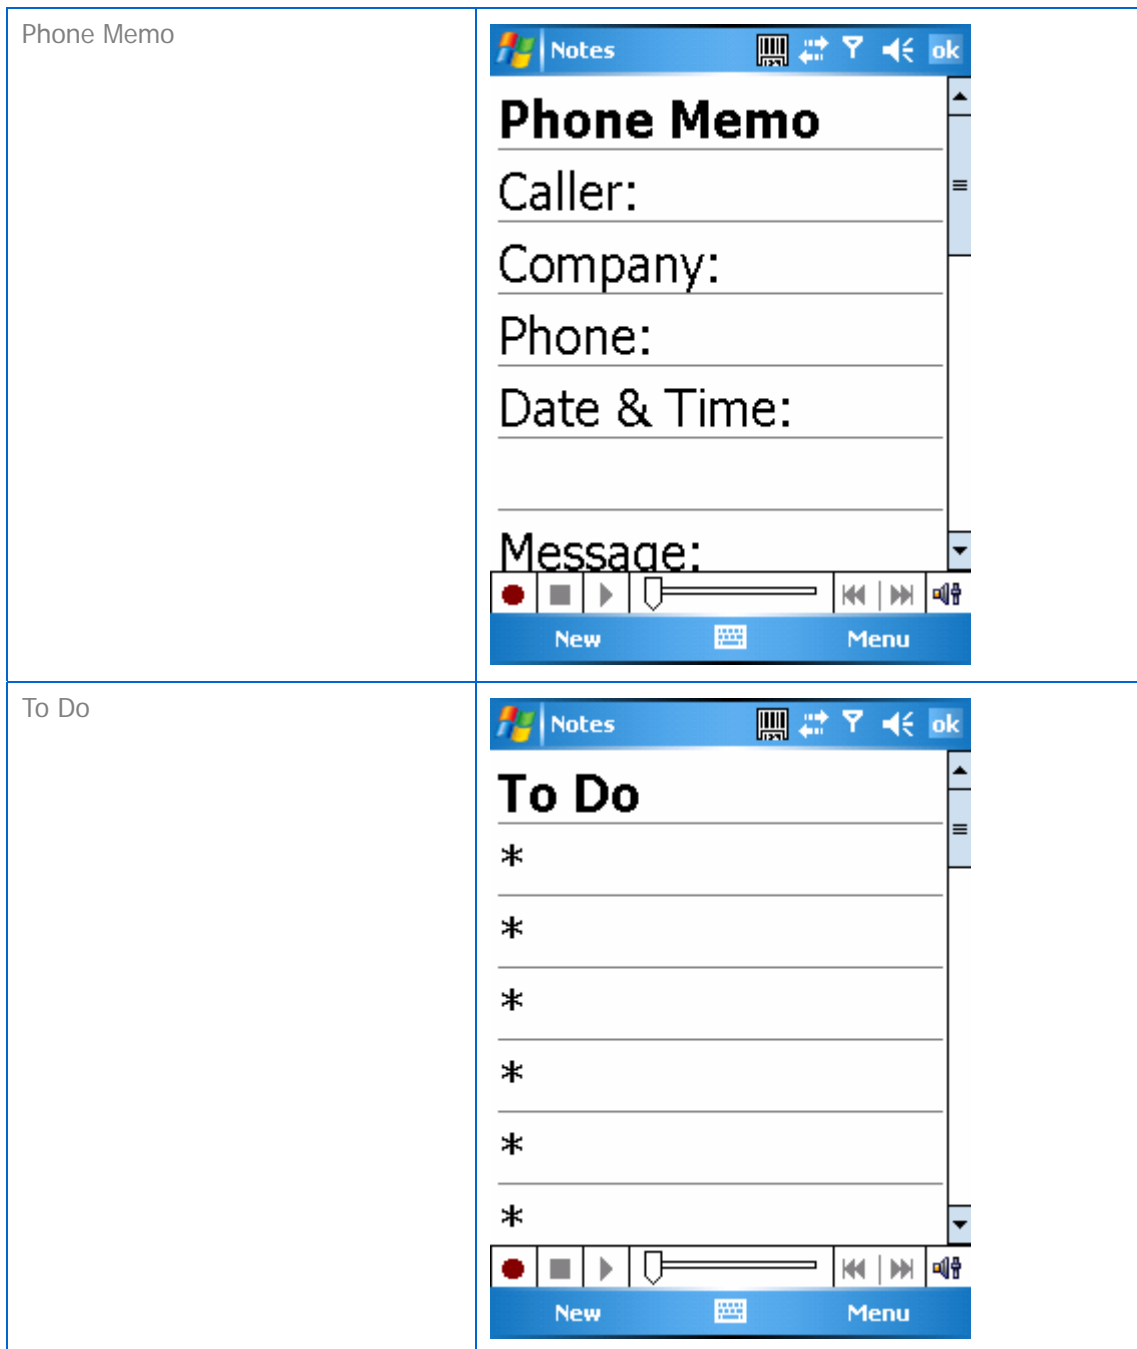 Phone Memo
Notes ok
Phone Memo
Caller:
Company:
Phone:
Date & Time:
Message:
New Menu
To Do
Notes ok
To Do
*
*
*
*
*
*
New Menu